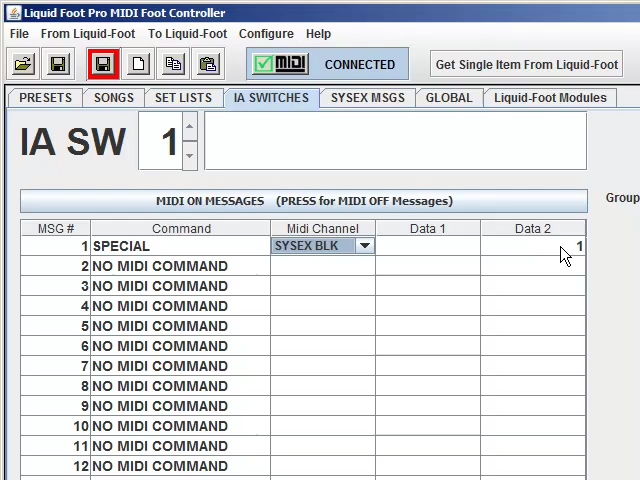 Liquid Foot Pro MIDI Foot Controller
File From Liquid-Foot To Liquid-Foot Configure Help
MIDI CONNECTED Get Single Item From Liquid-Foot
PRESETS SONGS SET LISTS IA SWITCHES SYSEX MSGS GLOBAL Liquid-Foot Modules
IA SW 1
MIDI ON MESSAGES (PRESS for MIDI OFF Messages) Group
MSG # Command Midi Channel Data 1 Data 2
1 SPECIAL SYSEX BLK 1
2 NO MIDI COMMAND
3 NO MIDI COMMAND
4 NO MIDI COMMAND
5 NO MIDI COMMAND
6 NO MIDI COMMAND
7 NO MIDI COMMAND
8 NO MIDI COMMAND
9 NO MIDI COMMAND
10 NO MIDI COMMAND
11 NO MIDI COMMAND
12 NO MIDI COMMAND